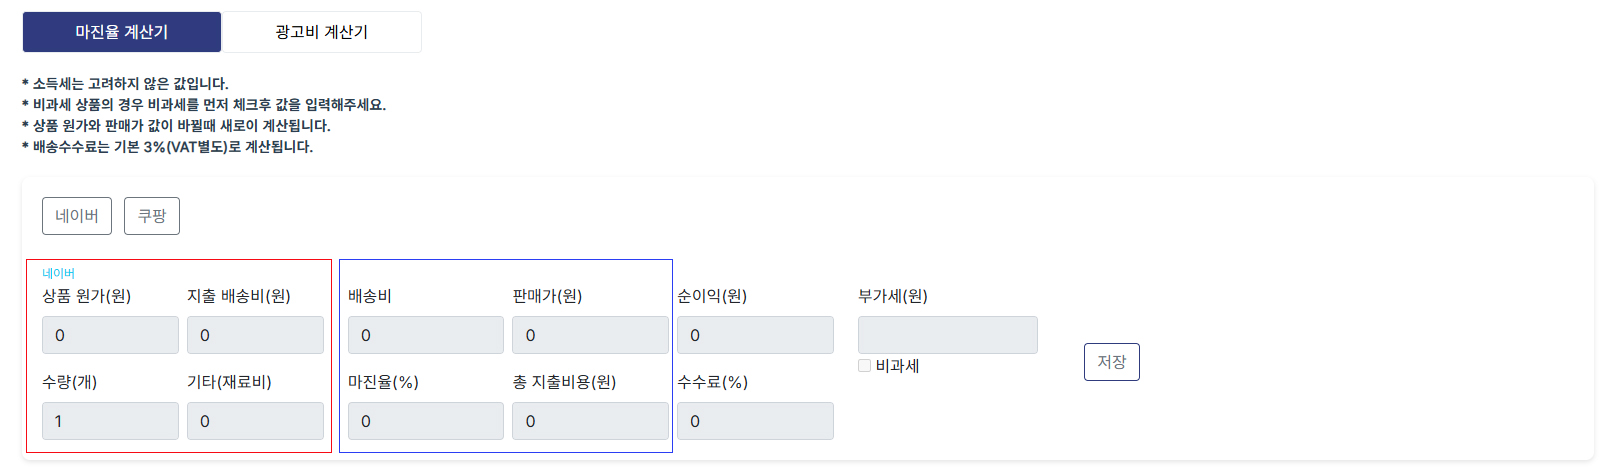 마진율 계산기 광고비 계산기
* 소득세는 고려하지 않은 값입니다.
* 비과세 상품의 경우 비과세를 먼저 체크후 값을 입력해주세요.
* 상품 원가와 판매가 값이 바뀔때 새로이 계산됩니다.
* 배송수수료는 기본 3%(VAT별도)로 계산됩니다.
네이버 쿠팡
네이버
상품 원가(원) 지출 배송비(원) 배송비 판매가(원) 순이익(원) 부가세(원)
0 0 0 0 0
비과세 저장
수량(개) 기타(재료비) 마진율(%) 총 지출비용(원) 수수료(%)
1 0 0 0 0